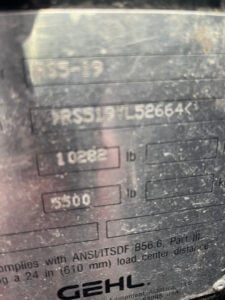 RS5-19
>RS519*L52664<
10282 lb
5500 lb
complies with ANSI/ITSDF B56.6, Part III
a 24 in (610 mm) load center distance
GEHL